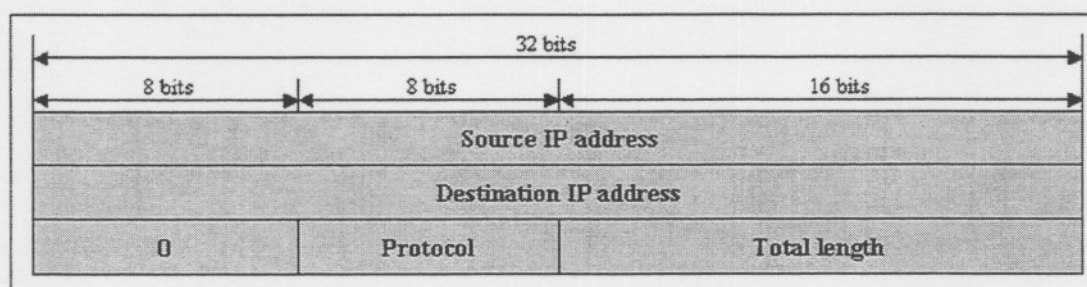 32 bits
8 bits 8 bits 16 bits
Source IP address
Destination IP address
0 Protocol Total length